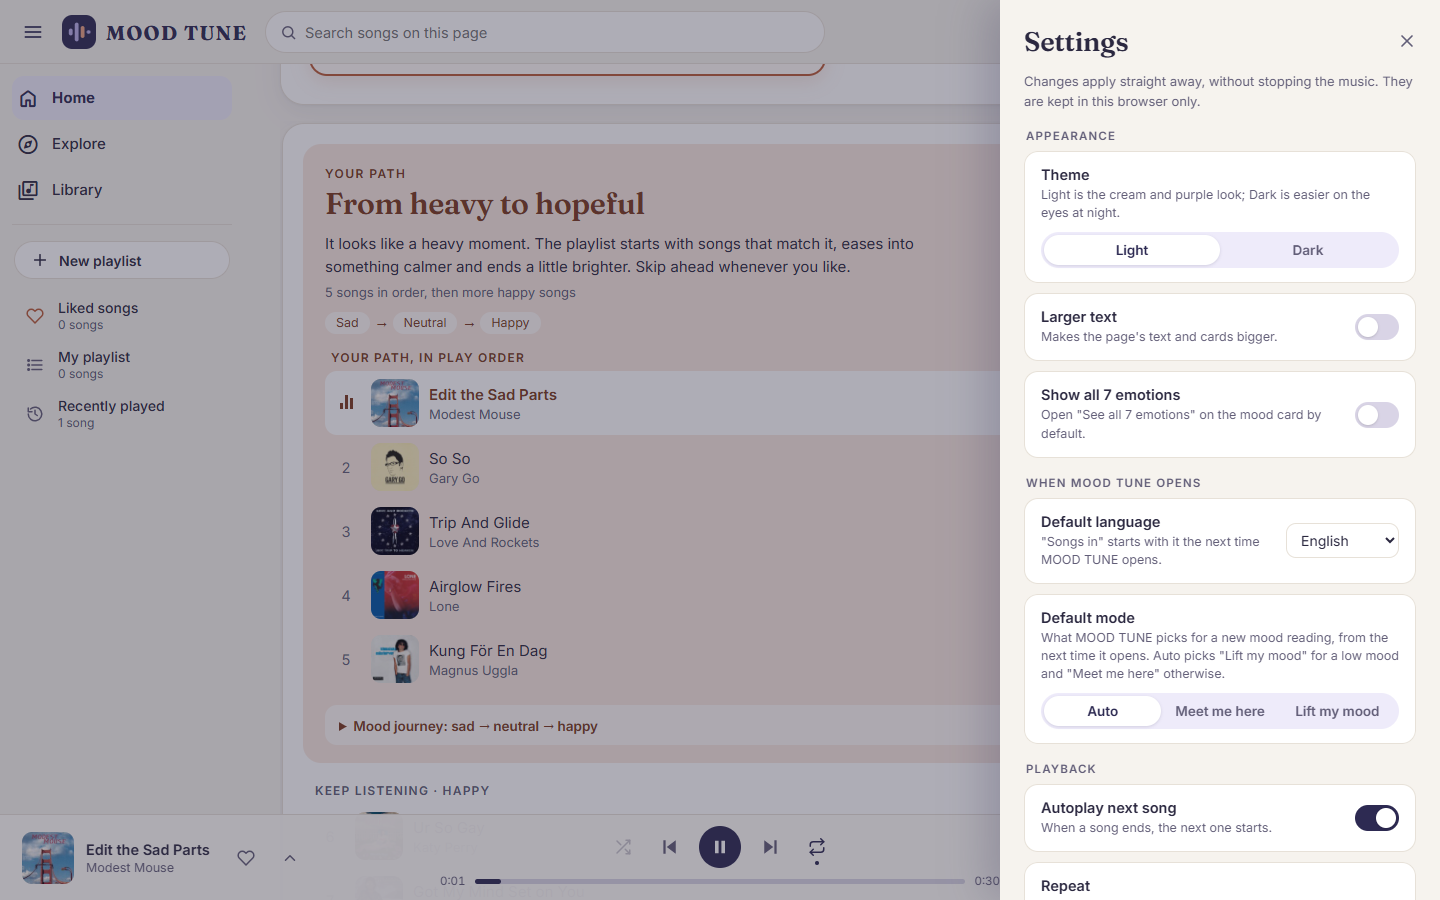 MOOD TUNE
Search songs on this page
Home
Explore
Library
New playlist
Liked songs
0 songs
My playlist
0 songs
Recently played
1 song
YOUR PATH
From heavy to hopeful
It looks like a heavy moment. The playlist starts with songs that match it, eases into
something calmer and ends a little brighter. Skip ahead whenever you like.
5 songs in order, then more happy songs
Sad → Neutral → Happy
YOUR PATH, IN PLAY ORDER
Edit the Sad Parts
Modest Mouse
2 So So
Gary Go
3 Trip And Glide
Love And Rockets
4 Airglow Fires
Lone
5 Kung För En Dag
Magnus Uggla
Mood journey: sad → neutral → happy
KEEP LISTENING · HAPPY
Edit the Sad Parts
Modest Mouse
0:01 0:30
Settings
Changes apply straight away, without stopping the music. They
are kept in this browser only.
APPEARANCE
Theme
Light is the cream and purple look; Dark is easier on the
eyes at night.
Light Dark
Larger text
Makes the page's text and cards bigger.
Show all 7 emotions
Open "See all 7 emotions" on the mood card by
default.
WHEN MOOD TUNE OPENS
Default language
"Songs in" starts with it the next time
MOOD TUNE opens.
English
Default mode
What MOOD TUNE picks for a new mood reading, from the
next time it opens. Auto picks "Lift my mood" for a low mood
and "Meet me here" otherwise.
Auto Meet me here Lift my mood
PLAYBACK
Autoplay next song
When a song ends, the next one starts.
Repeat